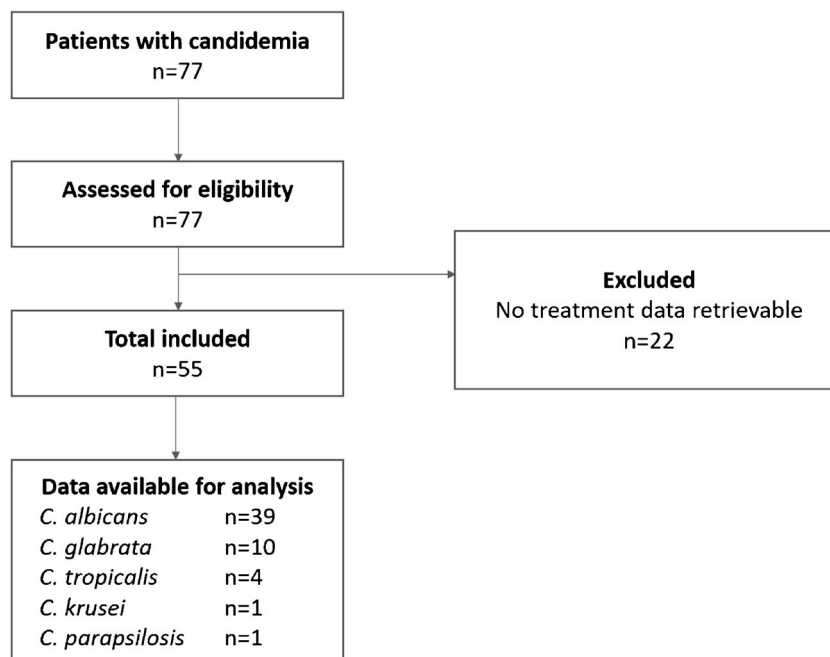 Patients with candidemia
n=77
Assessed for eligibility
n=77
Excluded
No treatment data retrievable
n=22
Total included
n=55
Data available for analysis
C. albicans n=39
C. glabrata n=10
C. tropicalis n=4
C. krusei n=1
C. parapsilosis n=1